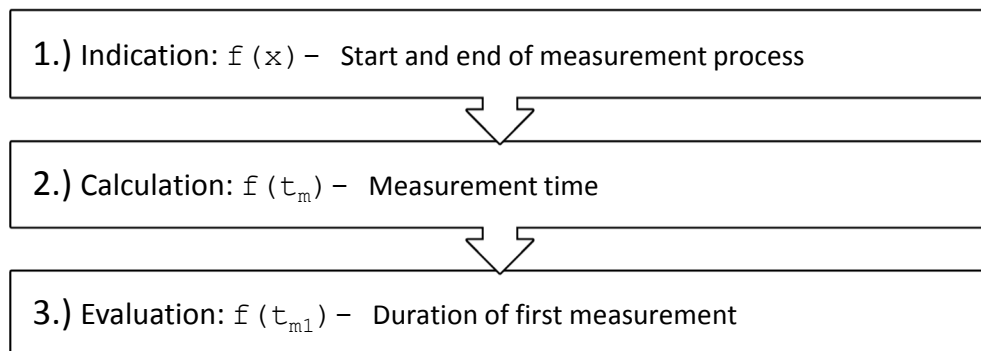 1.) Indication: f(x) – Start and end of measurement process
2.) Calculation: f(tm) – Measurement time
3.) Evaluation: f(tm1) – Duration of first measurement